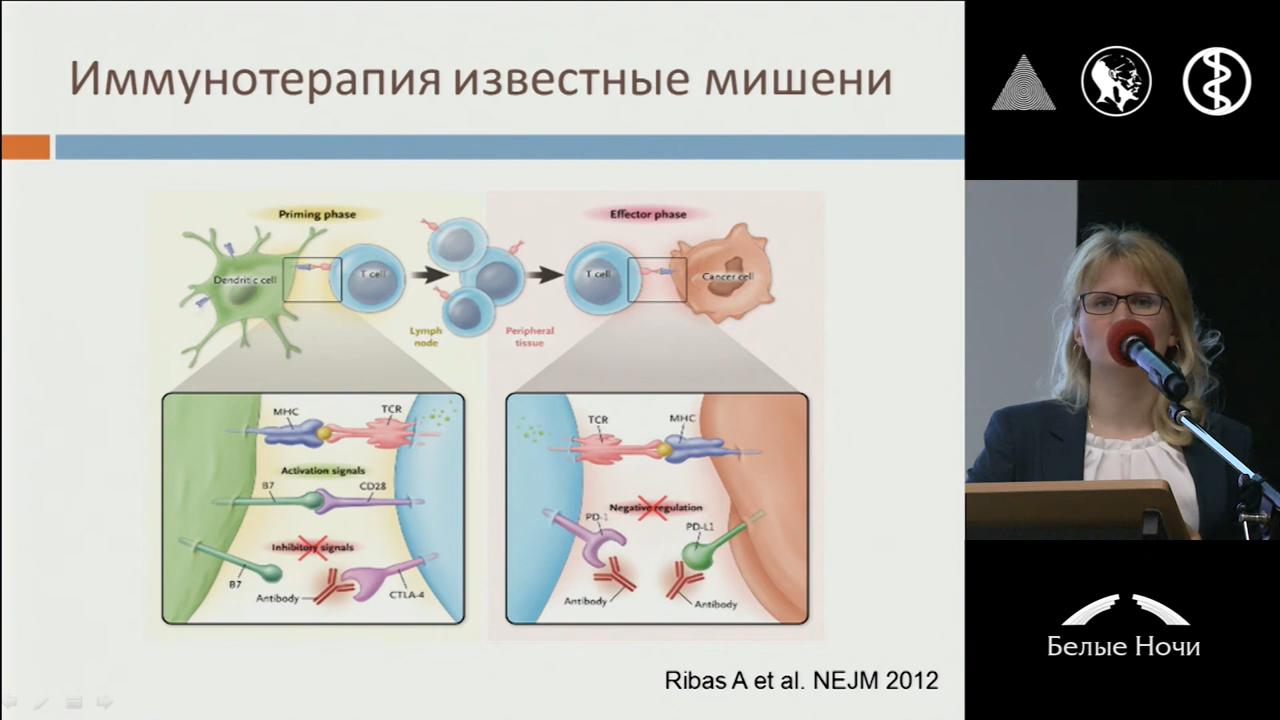 Иммунотерапия известные мишени
Priming phase
Effector phase
Dendritic cell
T cell
T cell
Cancer cell
Lymph
node
Peripheral
tissue
MHC
TCR
Activation signals
B7
CD28
Inhibitory signals
B7
Antibody
CTLA-4
TCR
MHC
Negative regulation
PD-1
PD-L1
Antibody
Antibody
Ribas A et al. NEJM 2012
Белые Ночи